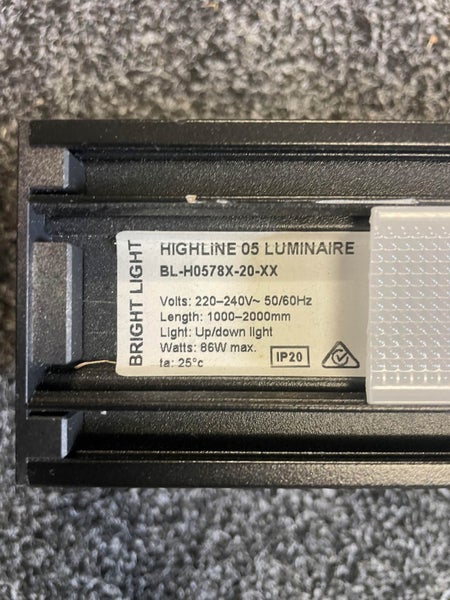 BRIGHT LIGHT
HIGHLINE 05 LUMINAIRE
BL-H0578X-20-XX
Volts: 220–240V~ 50/60Hz
Length: 1000–2000mm
Light: Up/down light
Watts: 86W max.
ta: 25°c
IP20